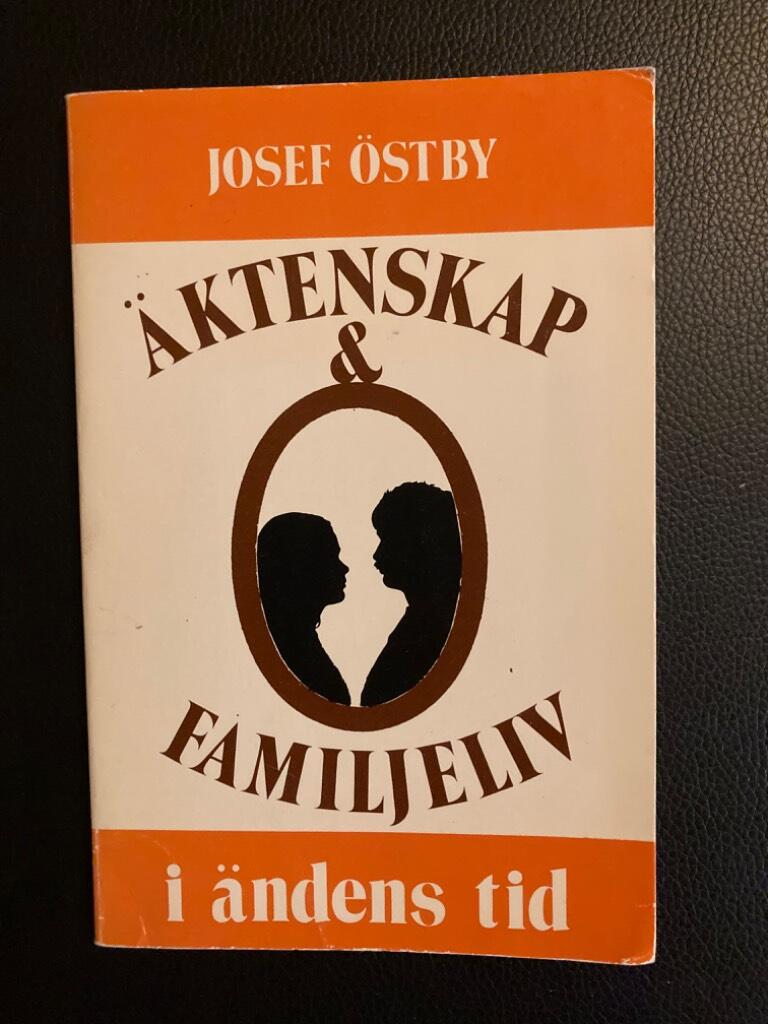 JOSEF ÖSTBY
ÄKTENSKAP
&
FAMILJELIV
i ändens tid